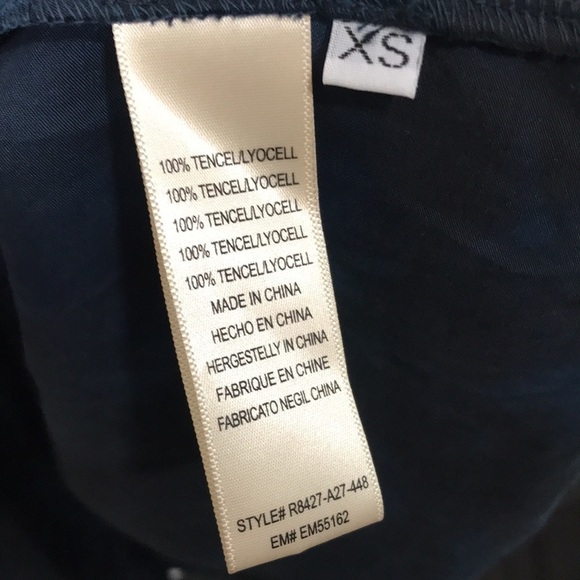 XS
100% TENCEL/LYOCELL
100% TENCEL/LYOCELL
100% TENCEL/LYOCELL
100% TENCEL/LYOCELL
100% TENCEL/LYOCELL
MADE IN CHINA
HECHO EN CHINA
HERGESTELLY IN CHINA
FABRIQUE EN CHINE
FABRICATO NEGIL CHINA
STYLE# R8427-A27-448
EM# EM55162